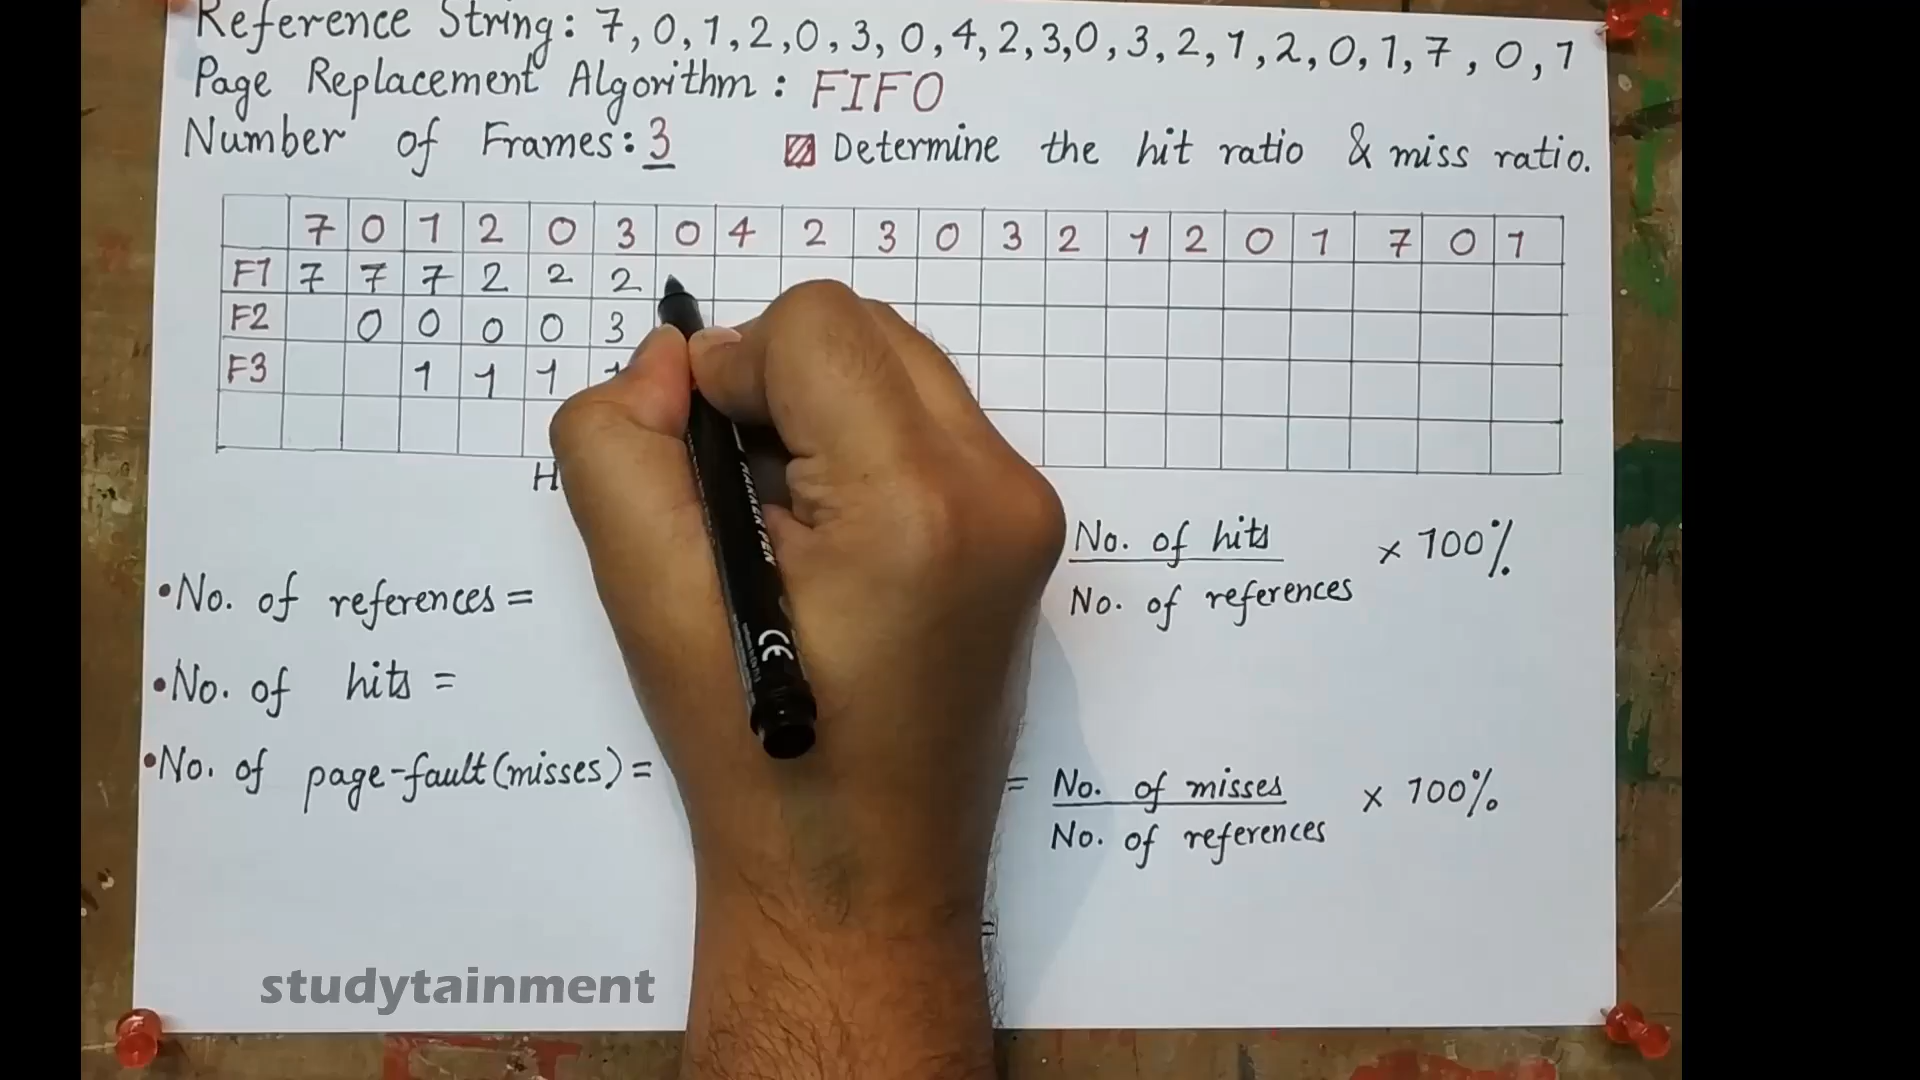 Reference String: 7,0,1,2,0,3,0,4,2,3,0,3,2,1,2,0,1,7,0,1
Page Replacement Algorithm: FIFO
Number of Frames: 3 Determine the hit ratio & miss ratio.
7 0 1 2 0 3 0 4 2 3 0 3 2 1 2 0 1 7 0 1
F1 7 7 7 2 2 2
F2 0 0 0 0 3
F3 1 1 1
H
No. of hits × 100%
No. of references
•No. of references =
•No. of hits =
•No. of page-fault(misses) =
= No. of misses × 100%
No. of references
=
studytainment
MARKER PEN
CE